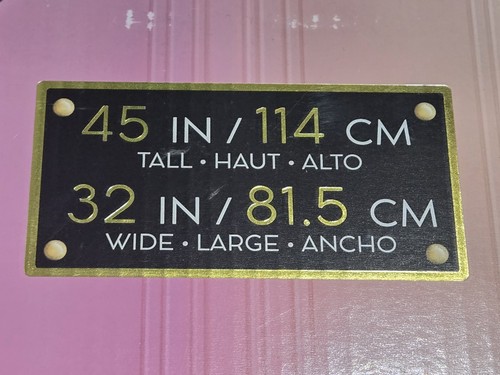 45 IN / 114 CM
TALL • HAUT • ALTO
32 IN / 81.5 CM
WIDE • LARGE • ANCHO